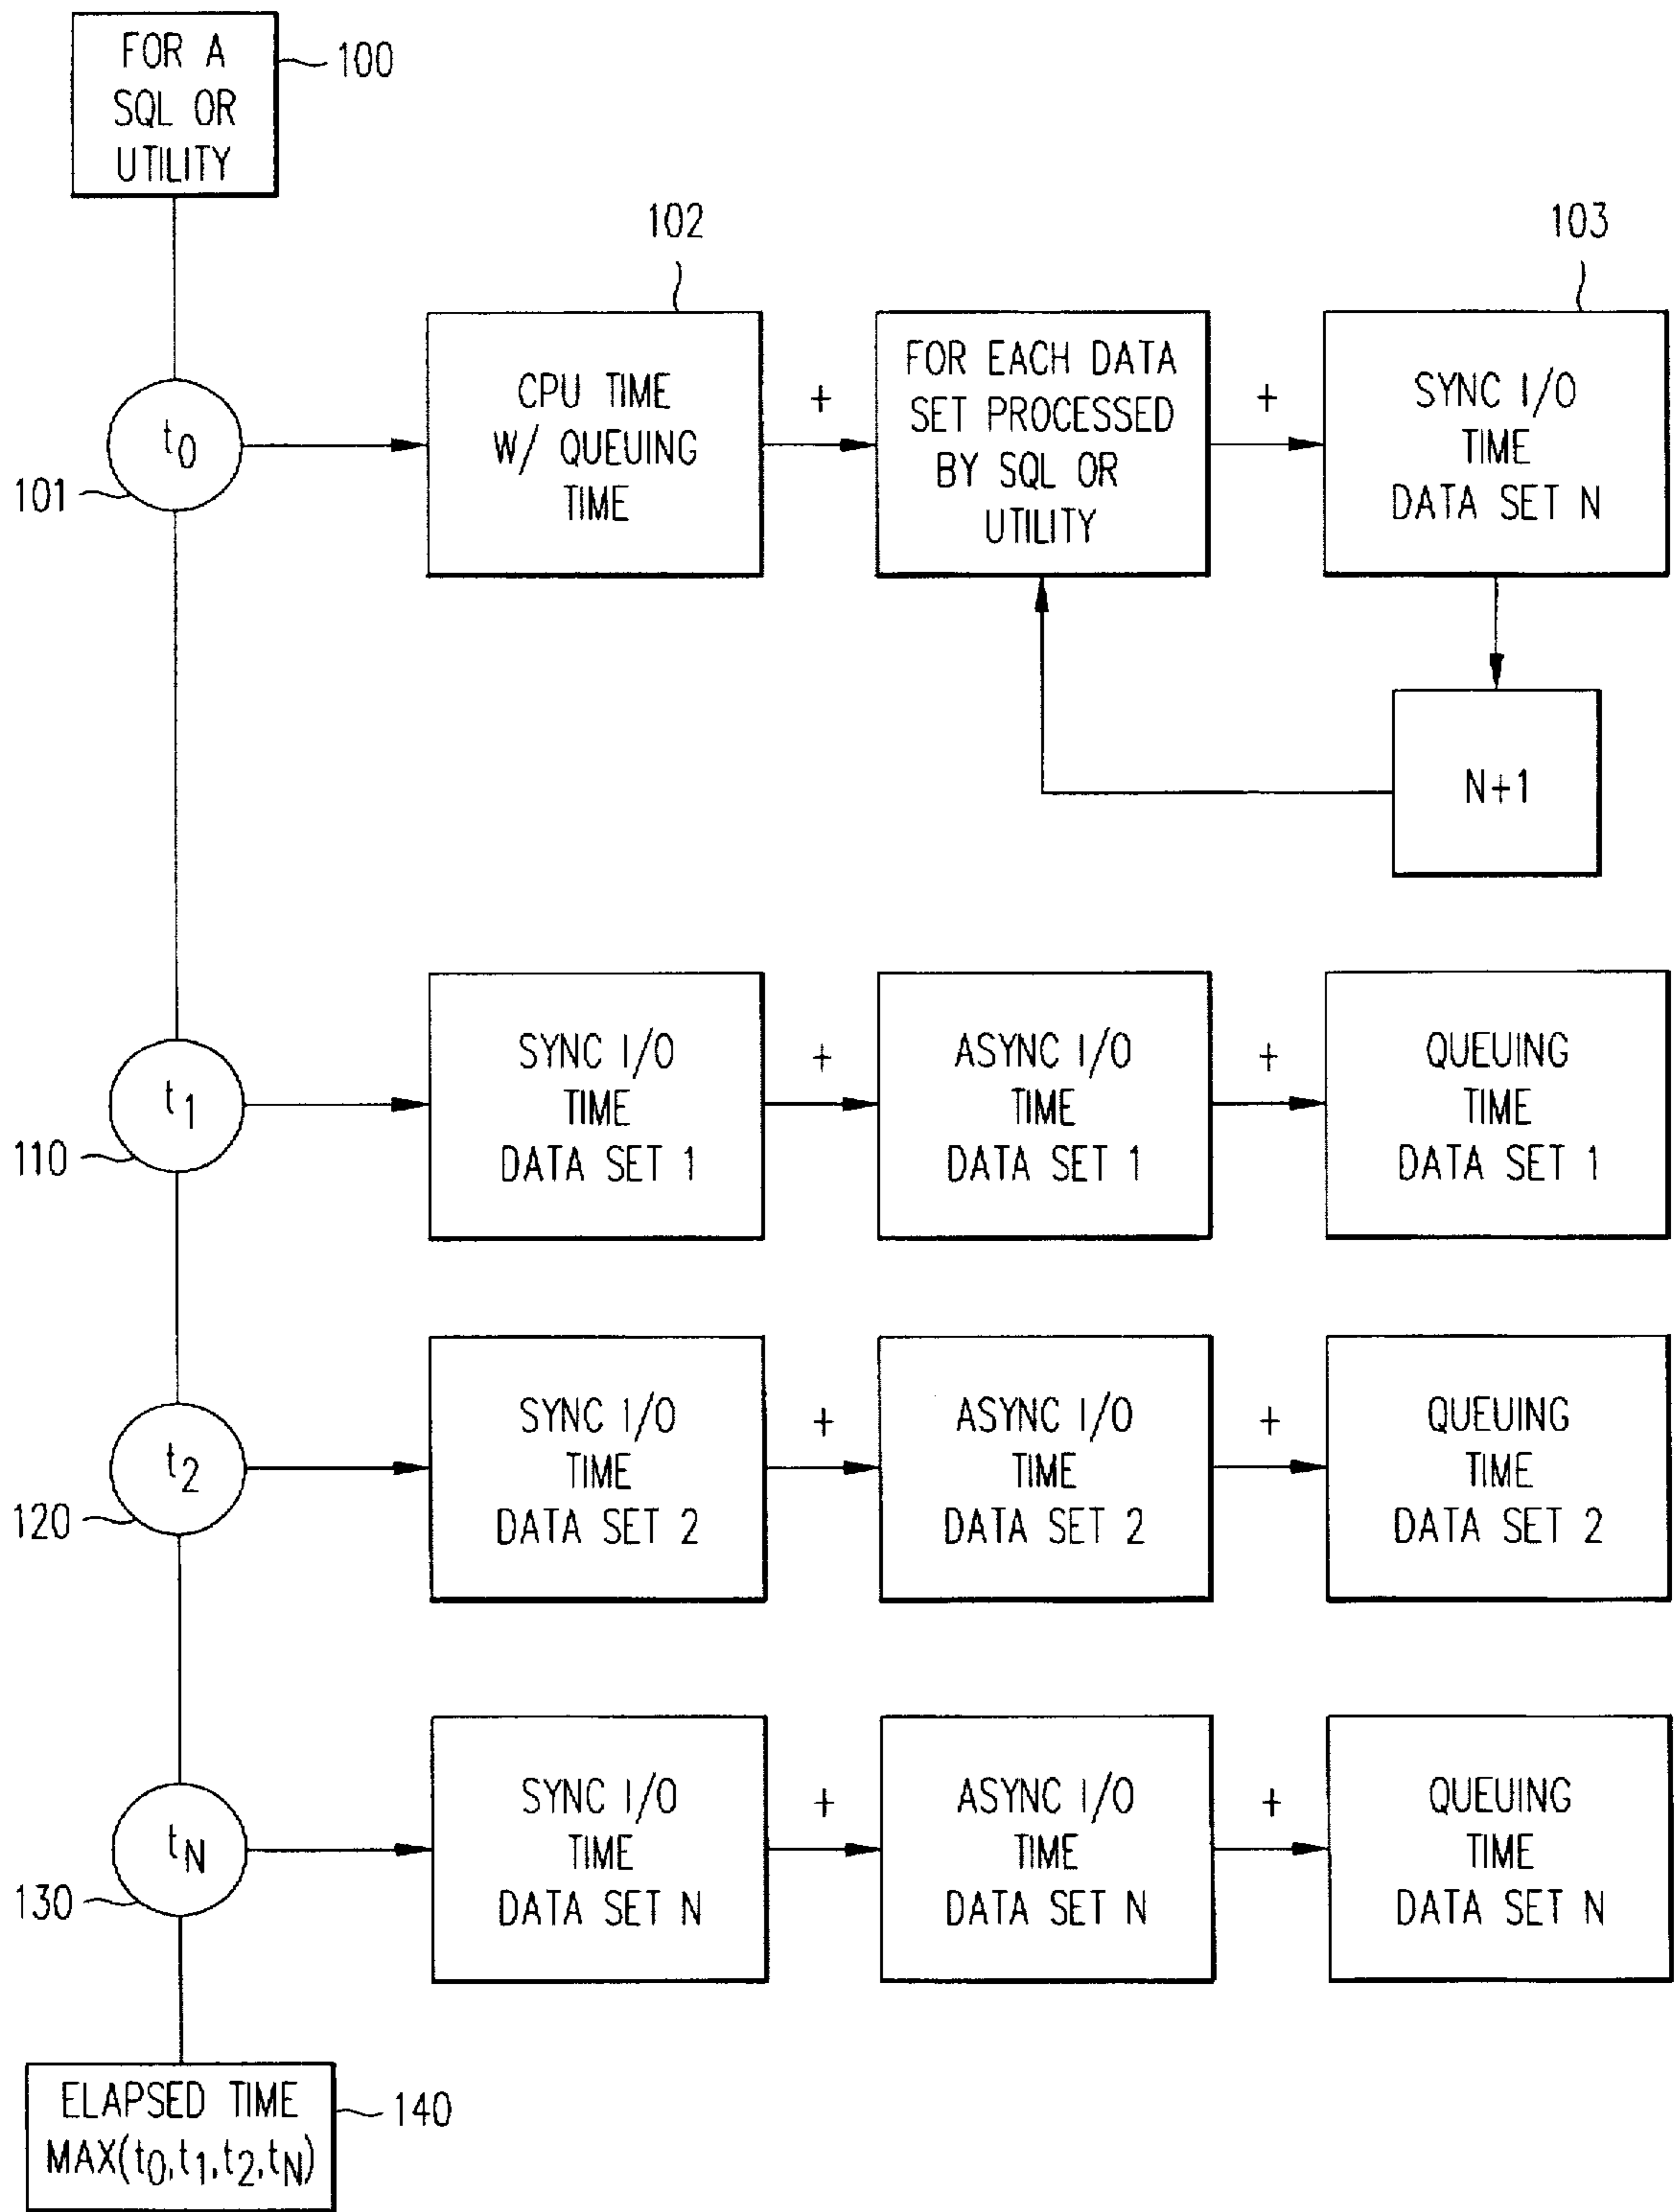 FOR A
SQL OR
UTILITY
100
102
103
t0
101
CPU TIME
W/ QUEUING
TIME
+
FOR EACH DATA
SET PROCESSED
BY SQL OR
UTILITY
+
SYNC I/O
TIME
DATA SET N
N+1
t1
110
SYNC I/O
TIME
DATA SET 1
+
ASYNC I/O
TIME
DATA SET 1
+
QUEUING
TIME
DATA SET 1
t2
120
SYNC I/O
TIME
DATA SET 2
+
ASYNC I/O
TIME
DATA SET 2
+
QUEUING
TIME
DATA SET 2
tN
130
SYNC I/O
TIME
DATA SET N
+
ASYNC I/O
TIME
DATA SET N
+
QUEUING
TIME
DATA SET N
ELAPSED TIME
MAX(t0,t1,t2,tN)
140